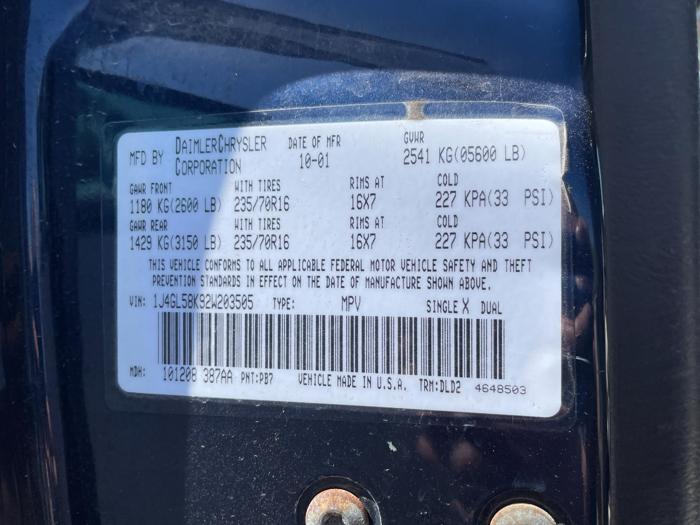 MFD BY DAIMLERCHRYSLER CORPORATION DATE OF MFR 10-01 GVWR 2541 KG(05600 LB)
GAWR FRONT WITH TIRES RIMS AT COLD
1180 KG(2600 LB) 235/70R16 16X7 227 KPA(33 PSI)
GAWR REAR WITH TIRES RIMS AT COLD
1429 KG(3150 LB) 235/70R16 16X7 227 KPA(33 PSI)
THIS VEHICLE CONFORMS TO ALL APPLICABLE FEDERAL MOTOR VEHICLE SAFETY AND THEFT
PREVENTION STANDARDS IN EFFECT ON THE DATE OF MANUFACTURE SHOWN ABOVE.
VIN: 1J4GL58K92W203505 TYPE: MPV SINGLE X DUAL
MDH: 101208 387AA PNT:PB7 VEHICLE MADE IN U.S.A. TRM:DLD2 4648503